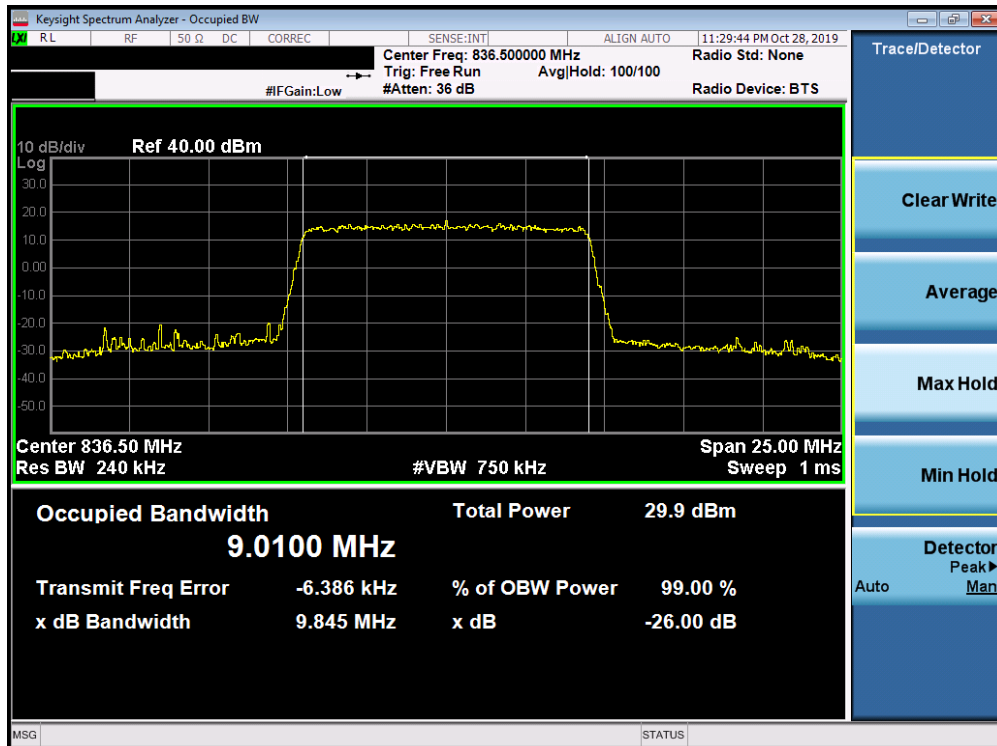 Keysight Spectrum Analyzer - Occupied BW
LXI RL RF 50 Ω DC CORREC SENSE:INT ALIGN AUTO 11:29:44 PM Oct 28, 2019
Center Freq: 836.500000 MHz Radio Std: None
Trig: Free Run Avg|Hold: 100/100
#IFGain:Low #Atten: 36 dB Radio Device: BTS
10 dB/div Ref 40.00 dBm
Log
30.0
20.0
10.0
0.00
-10.0
-20.0
-30.0
-40.0
-50.0
Center 836.50 MHz Span 25.00 MHz
Res BW 240 kHz #VBW 750 kHz Sweep 1 ms
Occupied Bandwidth Total Power 29.9 dBm
9.0100 MHz
Transmit Freq Error -6.386 kHz % of OBW Power 99.00 %
x dB Bandwidth 9.845 MHz x dB -26.00 dB
Trace/Detector
Clear Write
Average
Max Hold
Min Hold
Detector
Peak▶
Auto Man
MSG STATUS